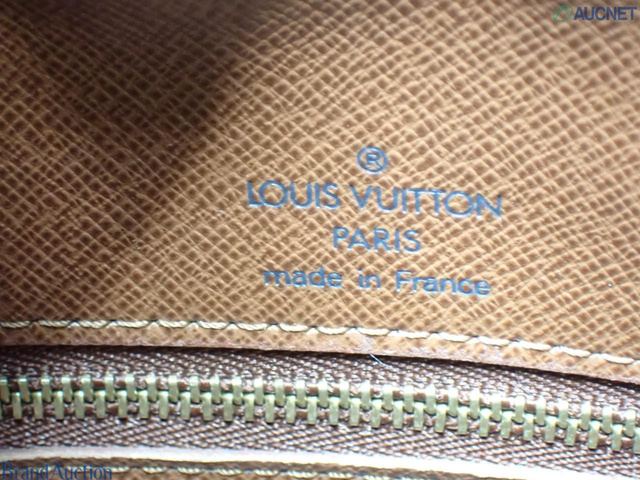 AUCNET
®
LOUIS VUITTON
PARIS
made in France
Brand Auction